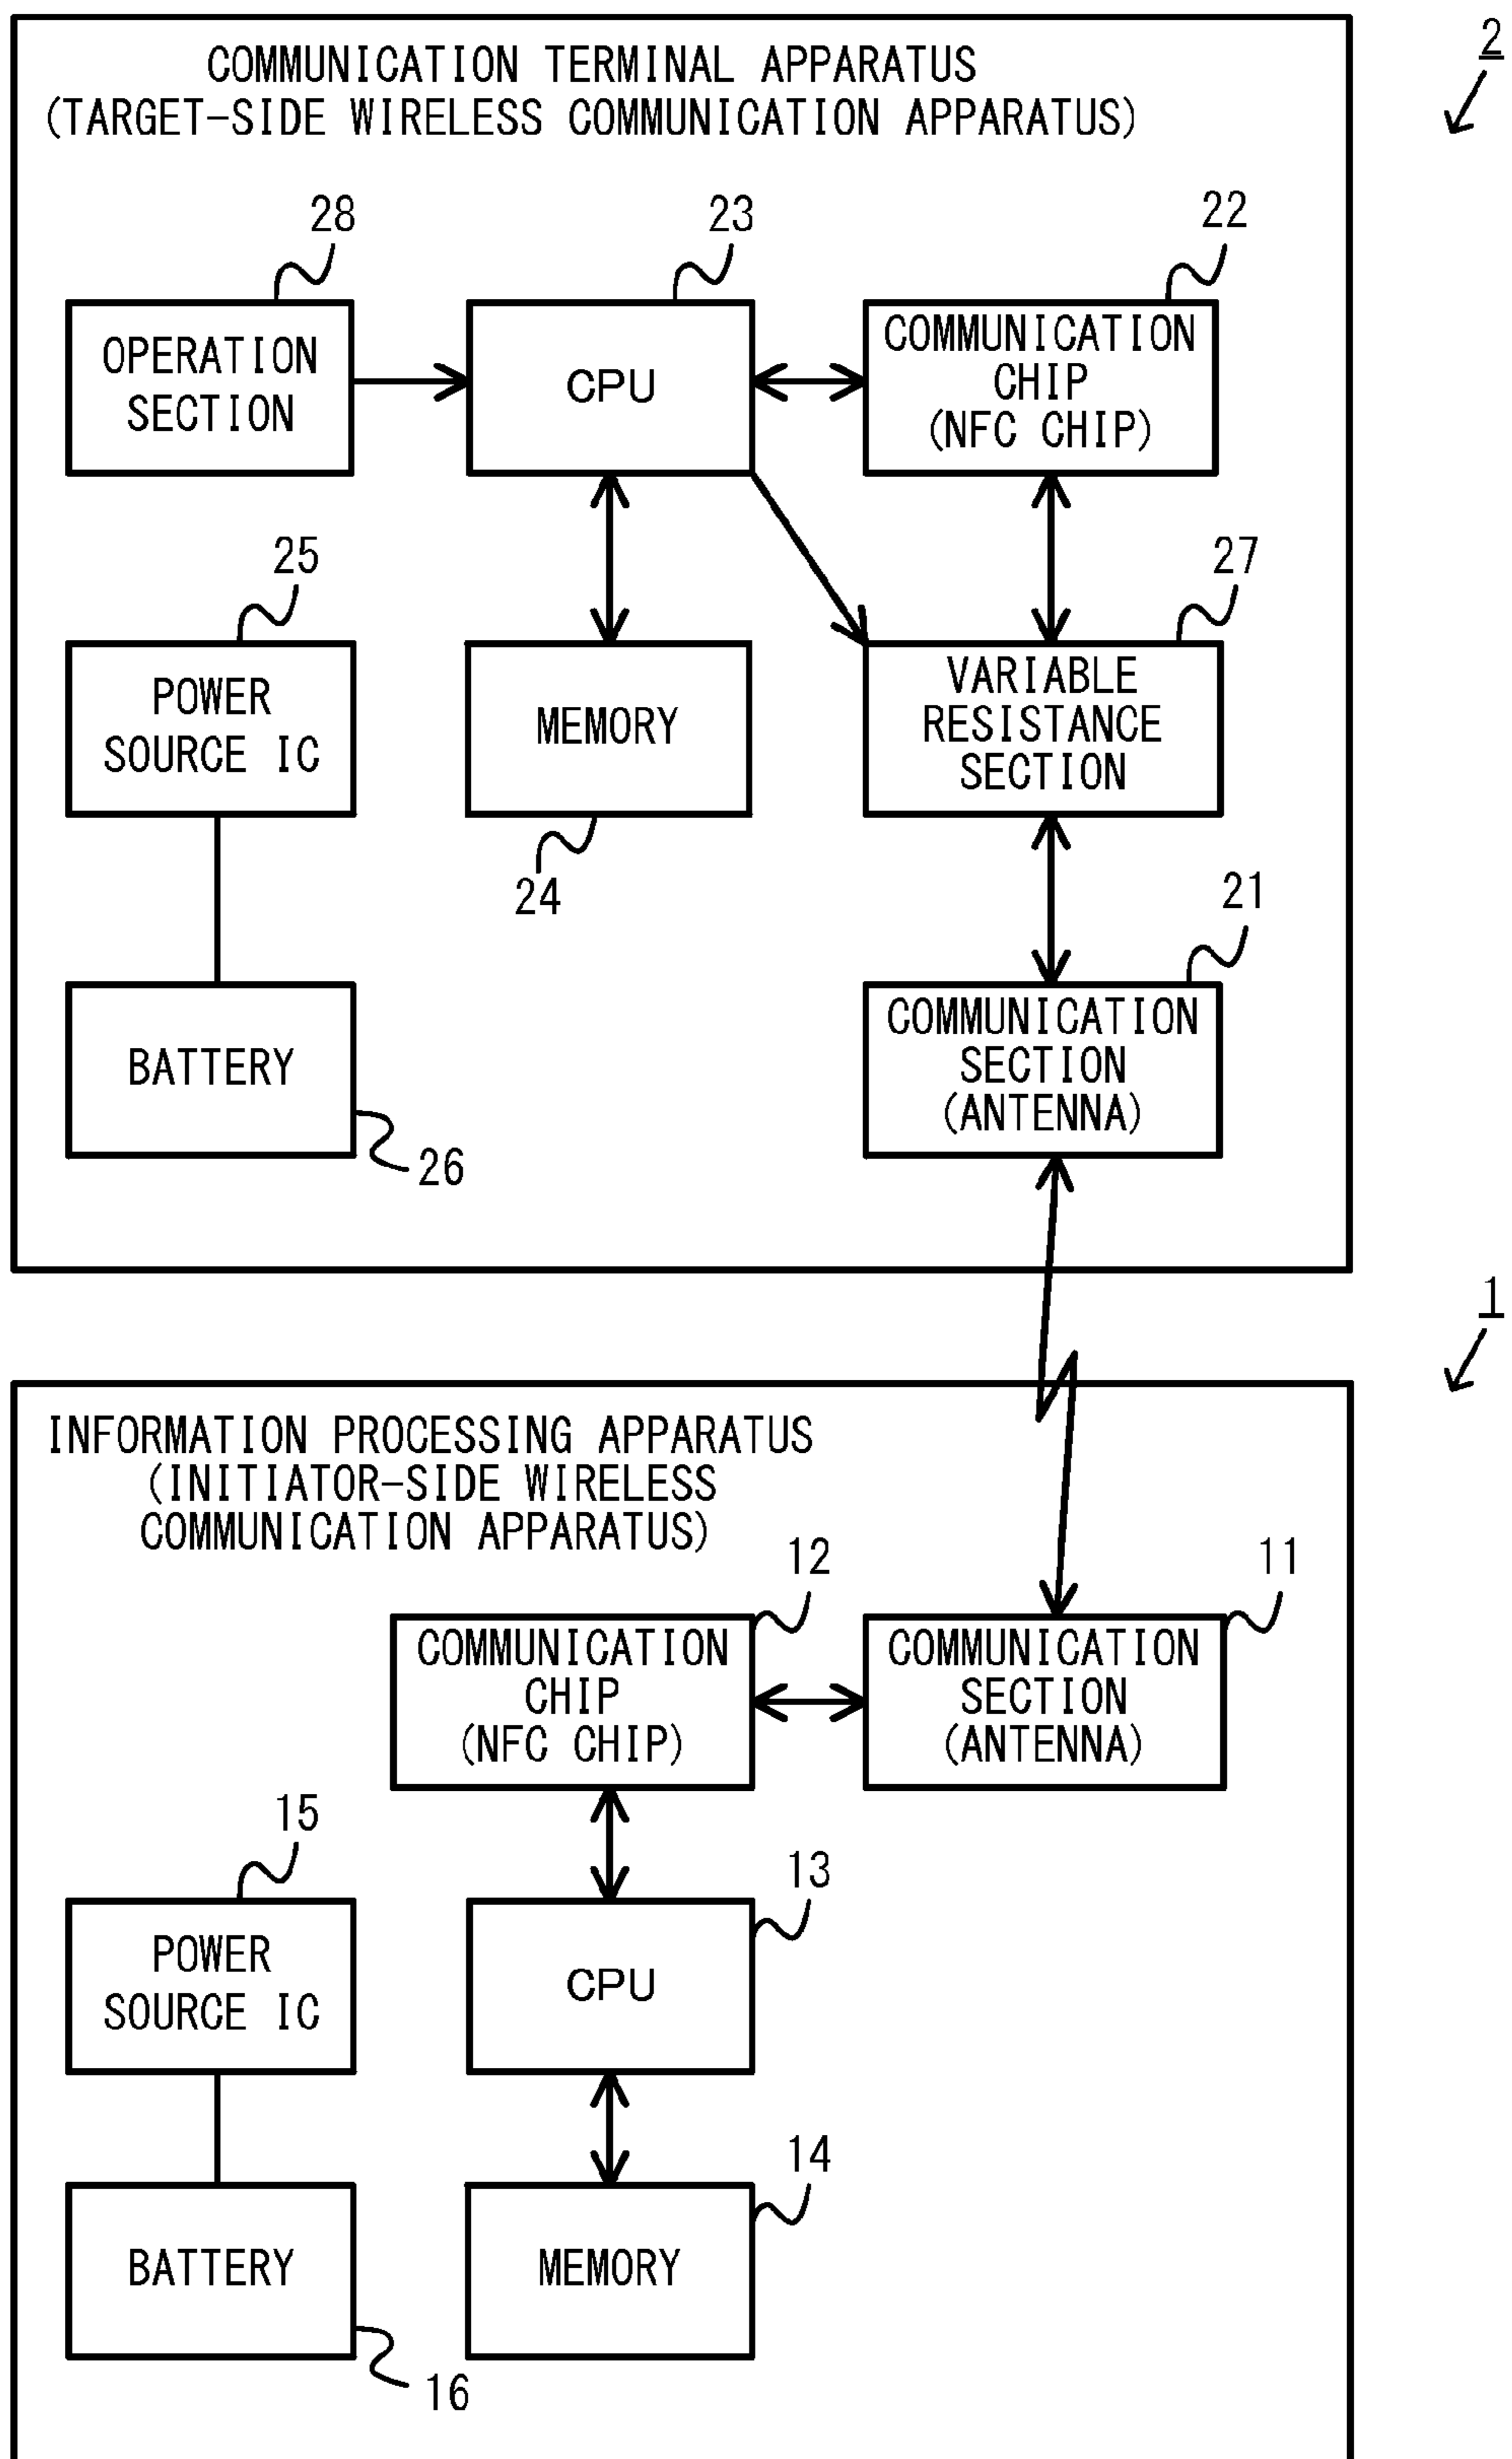 2
COMMUNICATION TERMINAL APPARATUS
(TARGET-SIDE WIRELESS COMMUNICATION APPARATUS)
28
23
22
OPERATION
SECTION
CPU
COMMUNICATION
CHIP
(NFC CHIP)
25
27
POWER
SOURCE IC
MEMORY
VARIABLE
RESISTANCE
SECTION
24
21
BATTERY
COMMUNICATION
SECTION
(ANTENNA)
26
1
INFORMATION PROCESSING APPARATUS
(INITIATOR-SIDE WIRELESS
COMMUNICATION APPARATUS)
12
11
COMMUNICATION
CHIP
(NFC CHIP)
COMMUNICATION
SECTION
(ANTENNA)
15
13
POWER
SOURCE IC
CPU
14
BATTERY
MEMORY
16